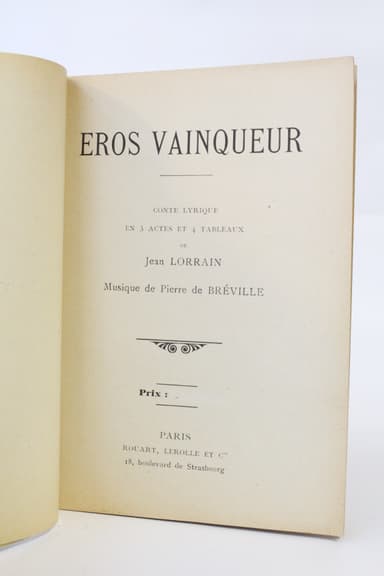 EROS VAINQUEUR
CONTE LYRIQUE
EN 3 ACTES ET 4 TABLEAUX
DE
Jean LORRAIN
Musique de Pierre de BRÉVILLE
Prix :
PARIS
ROUART, LEROLLE ET Cie
18, boulevard de Strasbourg